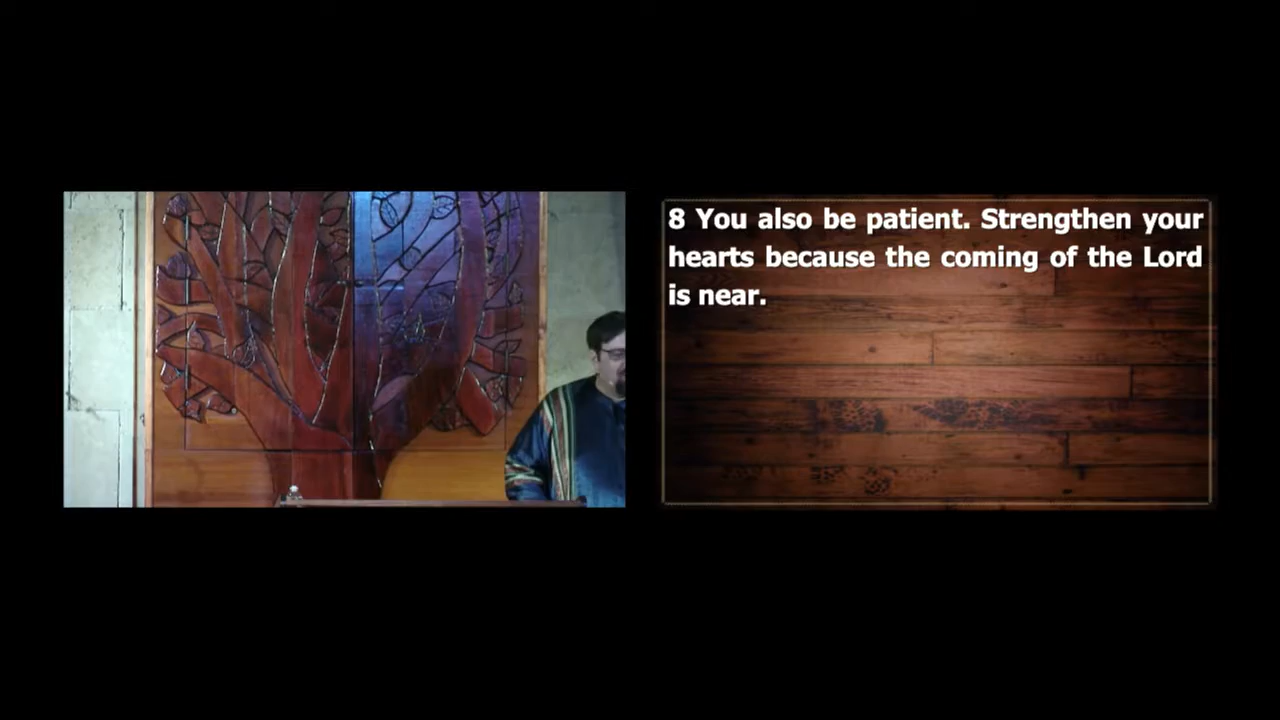 8 You also be patient. Strengthen your
hearts because the coming of the Lord
is near.